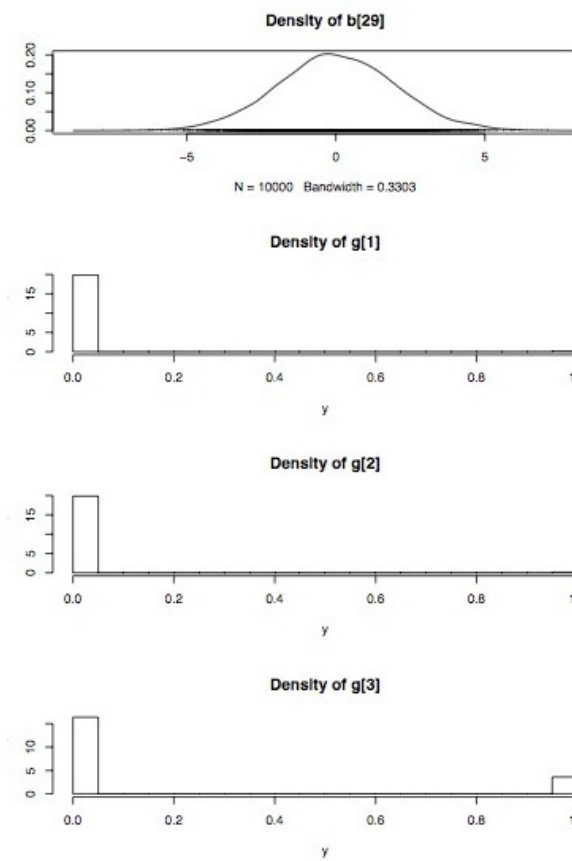 Density of b[29]
0.00 0.10 0.20
-5 0 5
N = 10000 Bandwidth = 0.3303
Density of g[1]
0 5 15
0.0 0.2 0.4 0.6 0.8 1
y
Density of g[2]
0 5 15
0.0 0.2 0.4 0.6 0.8 1
y
Density of g[3]
0 5 10
0.0 0.2 0.4 0.6 0.8 1
y